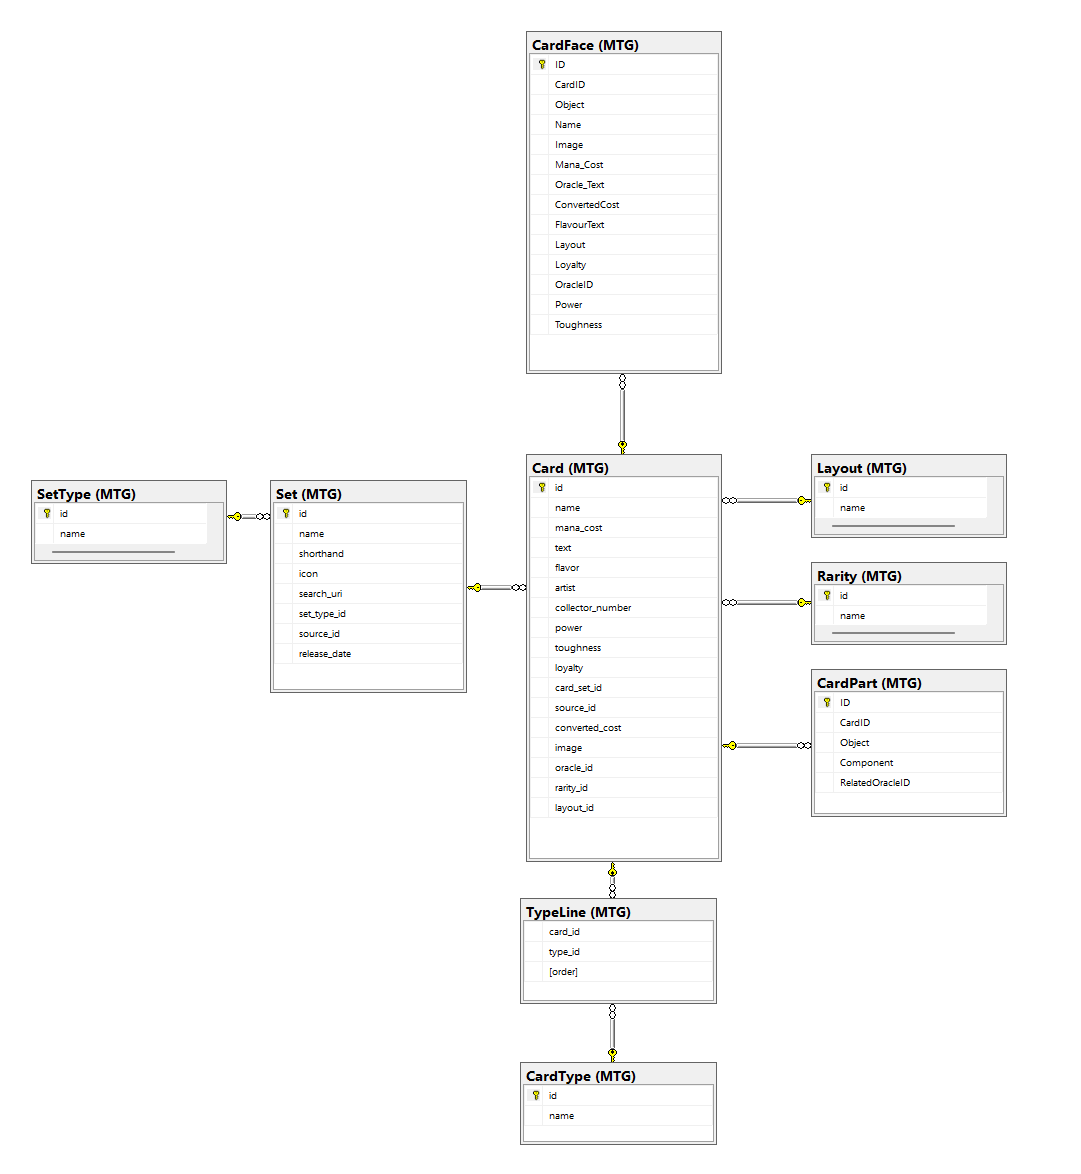 CardFace (MTG)
ID
CardID
Object
Name
Image
Mana_Cost
Oracle_Text
ConvertedCost
FlavourText
Layout
Loyalty
OracleID
Power
Toughness
SetType (MTG)
id
name
Set (MTG)
id
name
shorthand
icon
search_uri
set_type_id
source_id
release_date
Card (MTG)
id
name
mana_cost
text
flavor
artist
collector_number
power
toughness
loyalty
card_set_id
source_id
converted_cost
image
oracle_id
rarity_id
layout_id
Layout (MTG)
id
name
Rarity (MTG)
id
name
CardPart (MTG)
ID
CardID
Object
Component
RelatedOracleID
TypeLine (MTG)
card_id
type_id
[order]
CardType (MTG)
id
name